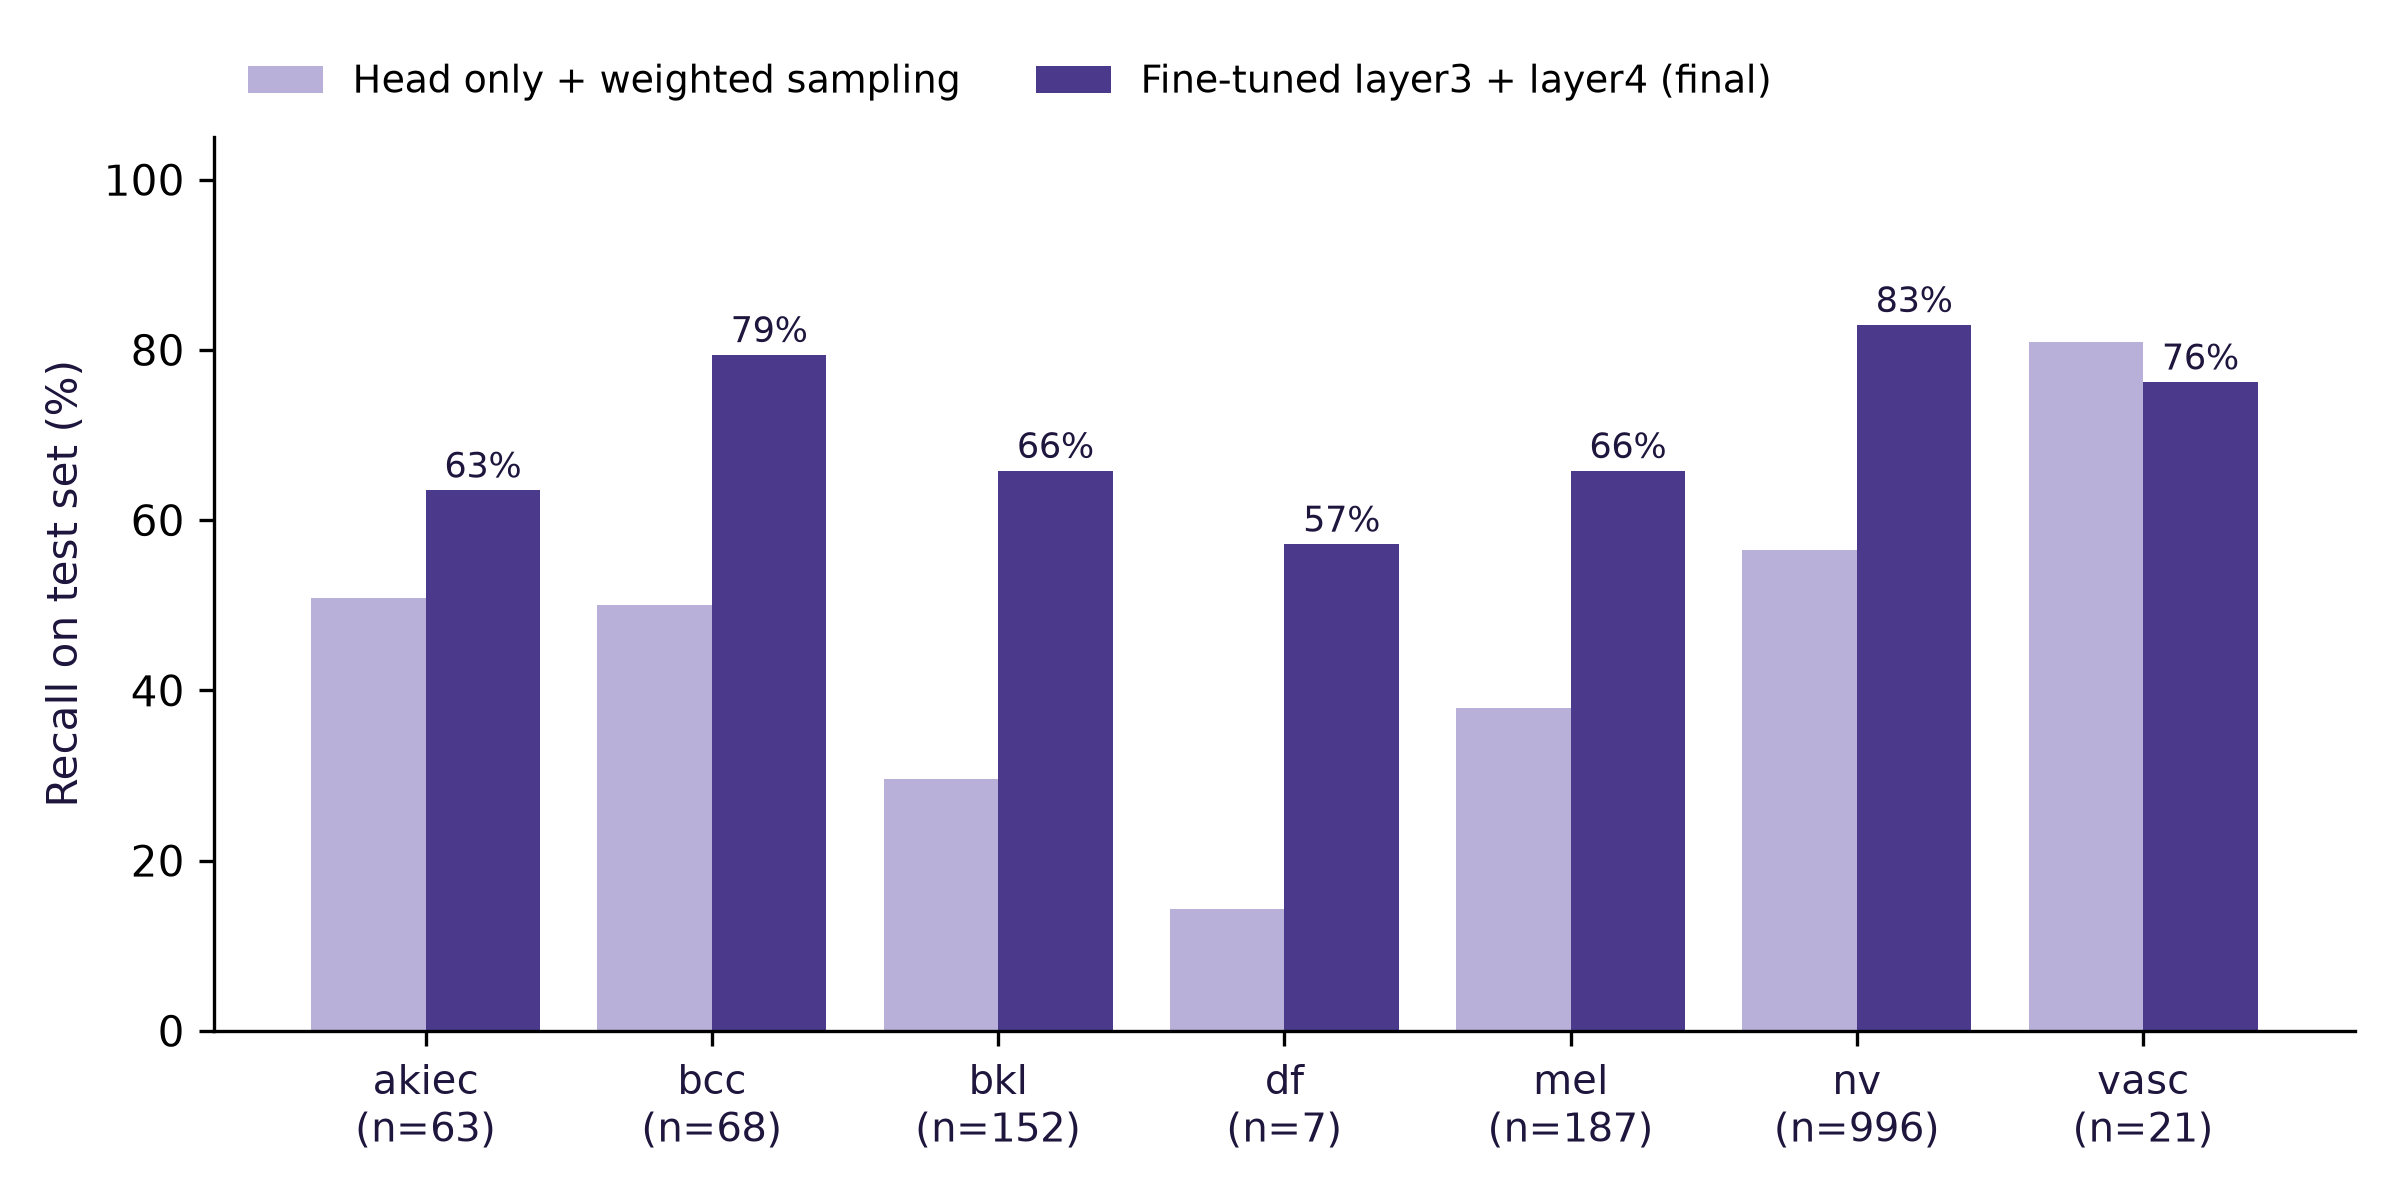 Head only + weighted sampling
Fine-tuned layer3 + layer4 (final)
Recall on test set (%)
100
80
60
40
20
0
63%
79%
66%
57%
66%
83%
76%
akiec
(n=63)
bcc
(n=68)
bkl
(n=152)
df
(n=7)
mel
(n=187)
nv
(n=996)
vasc
(n=21)